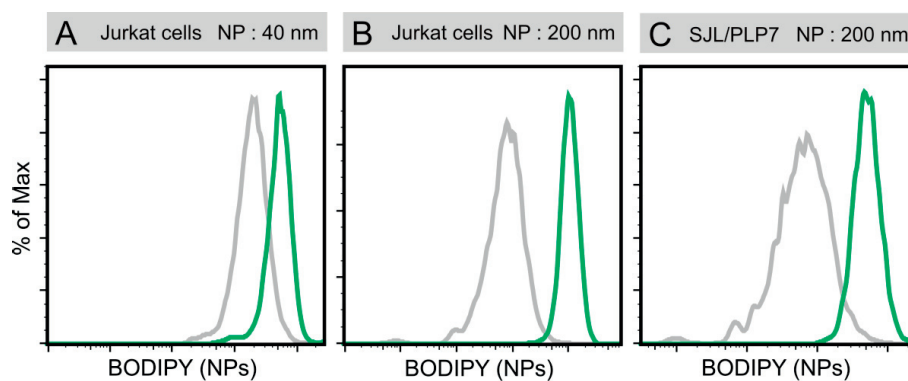 A Jurkat cells NP : 40 nm
B Jurkat cells NP : 200 nm
C SJL/PLP7 NP : 200 nm
% of Max
BODIPY (NPs)
BODIPY (NPs)
BODIPY (NPs)